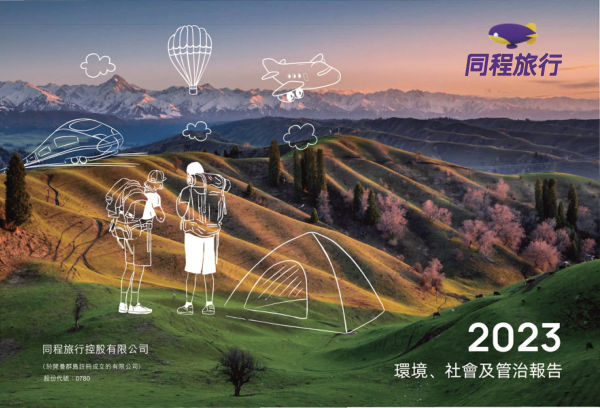 同程旅行
2023
環境、社會及管治報告
同程旅行控股有限公司
(於開曼群島註冊成立的有限公司)
股份代號：0780